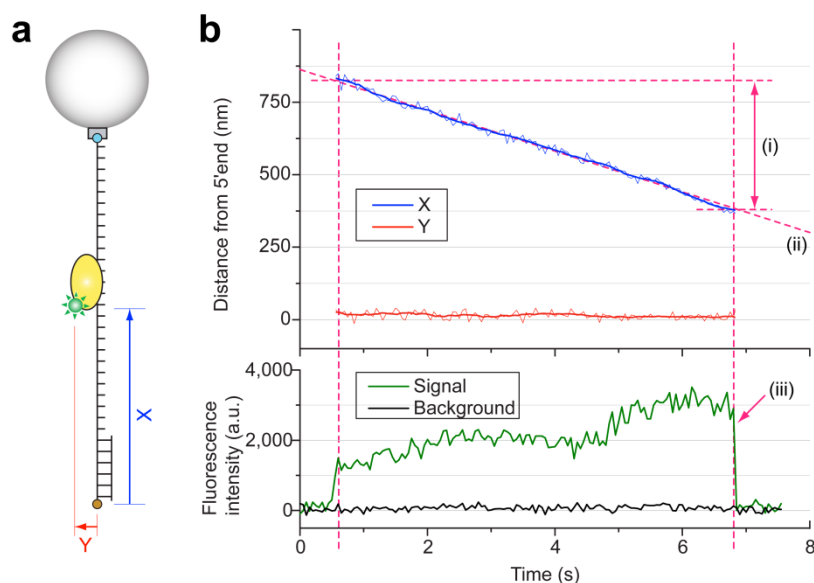 a
X
Y
b
Distance from 5'end (nm)
750
500
250
0
X
Y
(i)
(ii)
Fluorescence
intensity (a.u.)
4,000
2,000
0
Signal
Background
(iii)
0
2
4
6
8
Time (s)